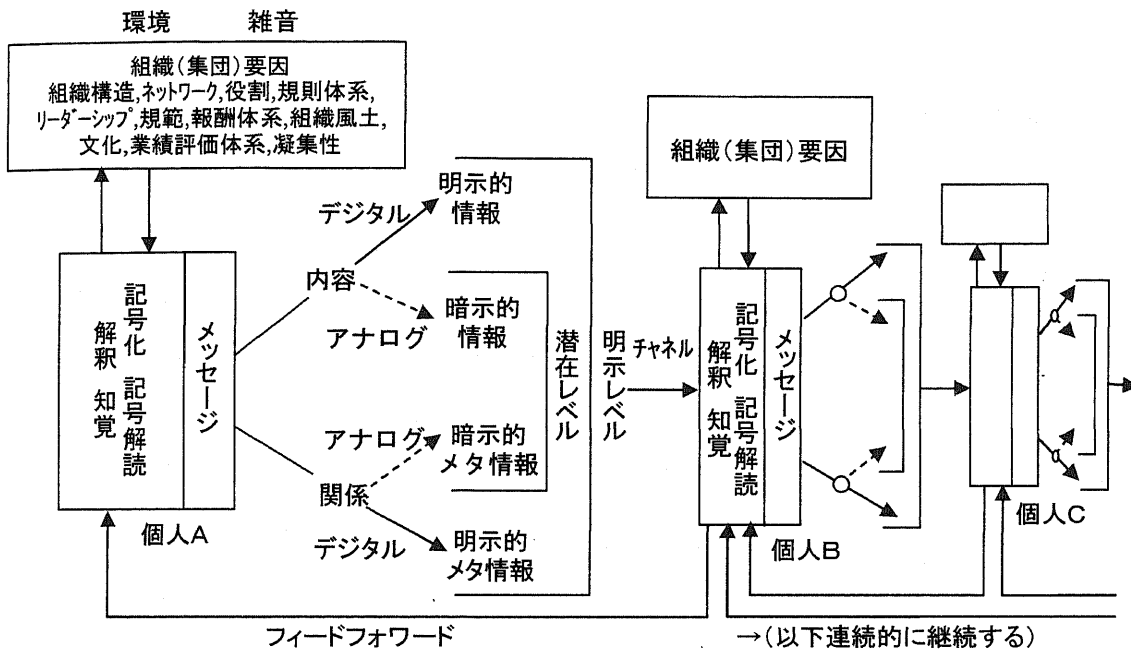 環境 雑音
組織(集団)要因
組織構造,ネットワーク,役割,規則体系,
リーダーシップ,規範,報酬体系,組織風土,
文化,業績評価体系,凝集性
記号化 記号解読
解釈 知覚
メッセージ
個人A
内容
デジタル
明示的
情報
アナログ
暗示的
情報
関係
アナログ
暗示的
メタ情報
デジタル
明示的
メタ情報
潜在レベル
明示レベル
チャネル
組織(集団)要因
記号化 記号解読
解釈 知覚
メッセージ
個人B
個人C
フィードフォワード
→(以下連続的に継続する)